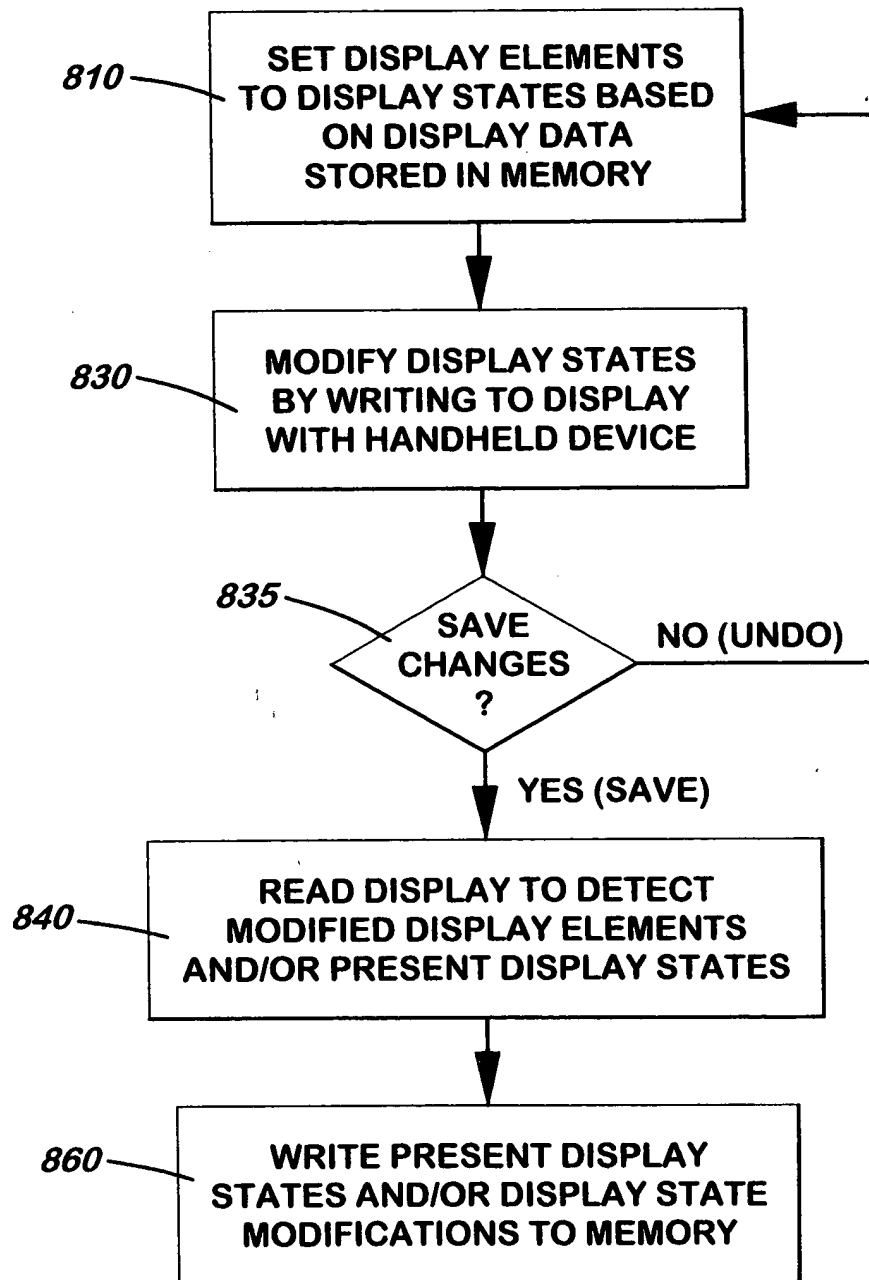 810
SET DISPLAY ELEMENTS
TO DISPLAY STATES BASED
ON DISPLAY DATA
STORED IN MEMORY
830
MODIFY DISPLAY STATES
BY WRITING TO DISPLAY
WITH HANDHELD DEVICE
835
SAVE
CHANGES
?
NO (UNDO)
YES (SAVE)
840
READ DISPLAY TO DETECT
MODIFIED DISPLAY ELEMENTS
AND/OR PRESENT DISPLAY STATES
860
WRITE PRESENT DISPLAY
STATES AND/OR DISPLAY STATE
MODIFICATIONS TO MEMORY